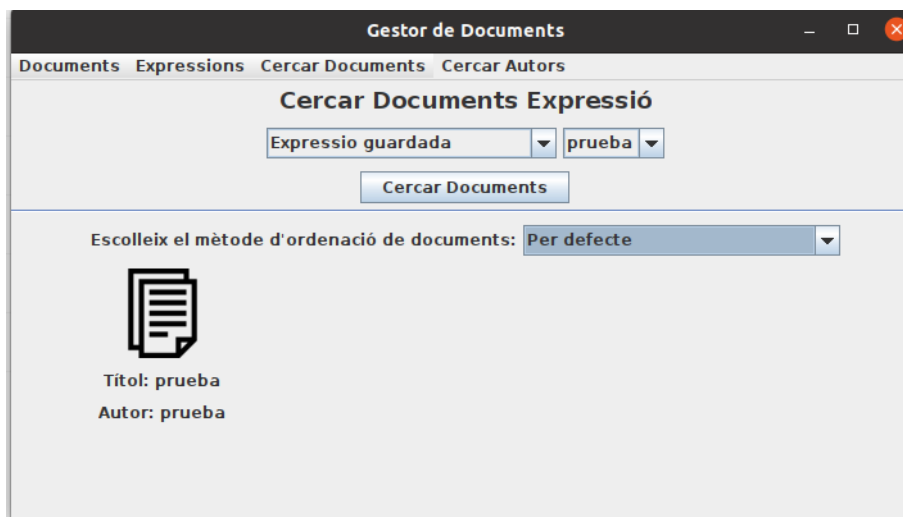 Gestor de Documents
Documents Expressions Cercar Documents Cercar Autors
Cercar Documents Expressió
Expressio guardada prueba
Cercar Documents
Escolleix el mètode d'ordenació de documents: Per defecte
Títol: prueba
Autor: prueba